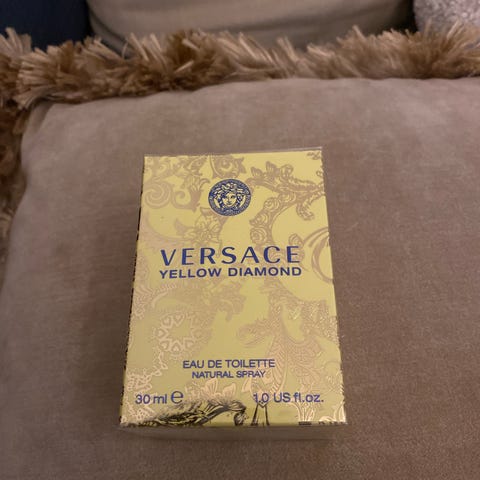 VERSACE
YELLOW DIAMOND
EAU DE TOILETTE
NATURAL SPRAY
30 ml ℮ 1.0 US fl.oz.